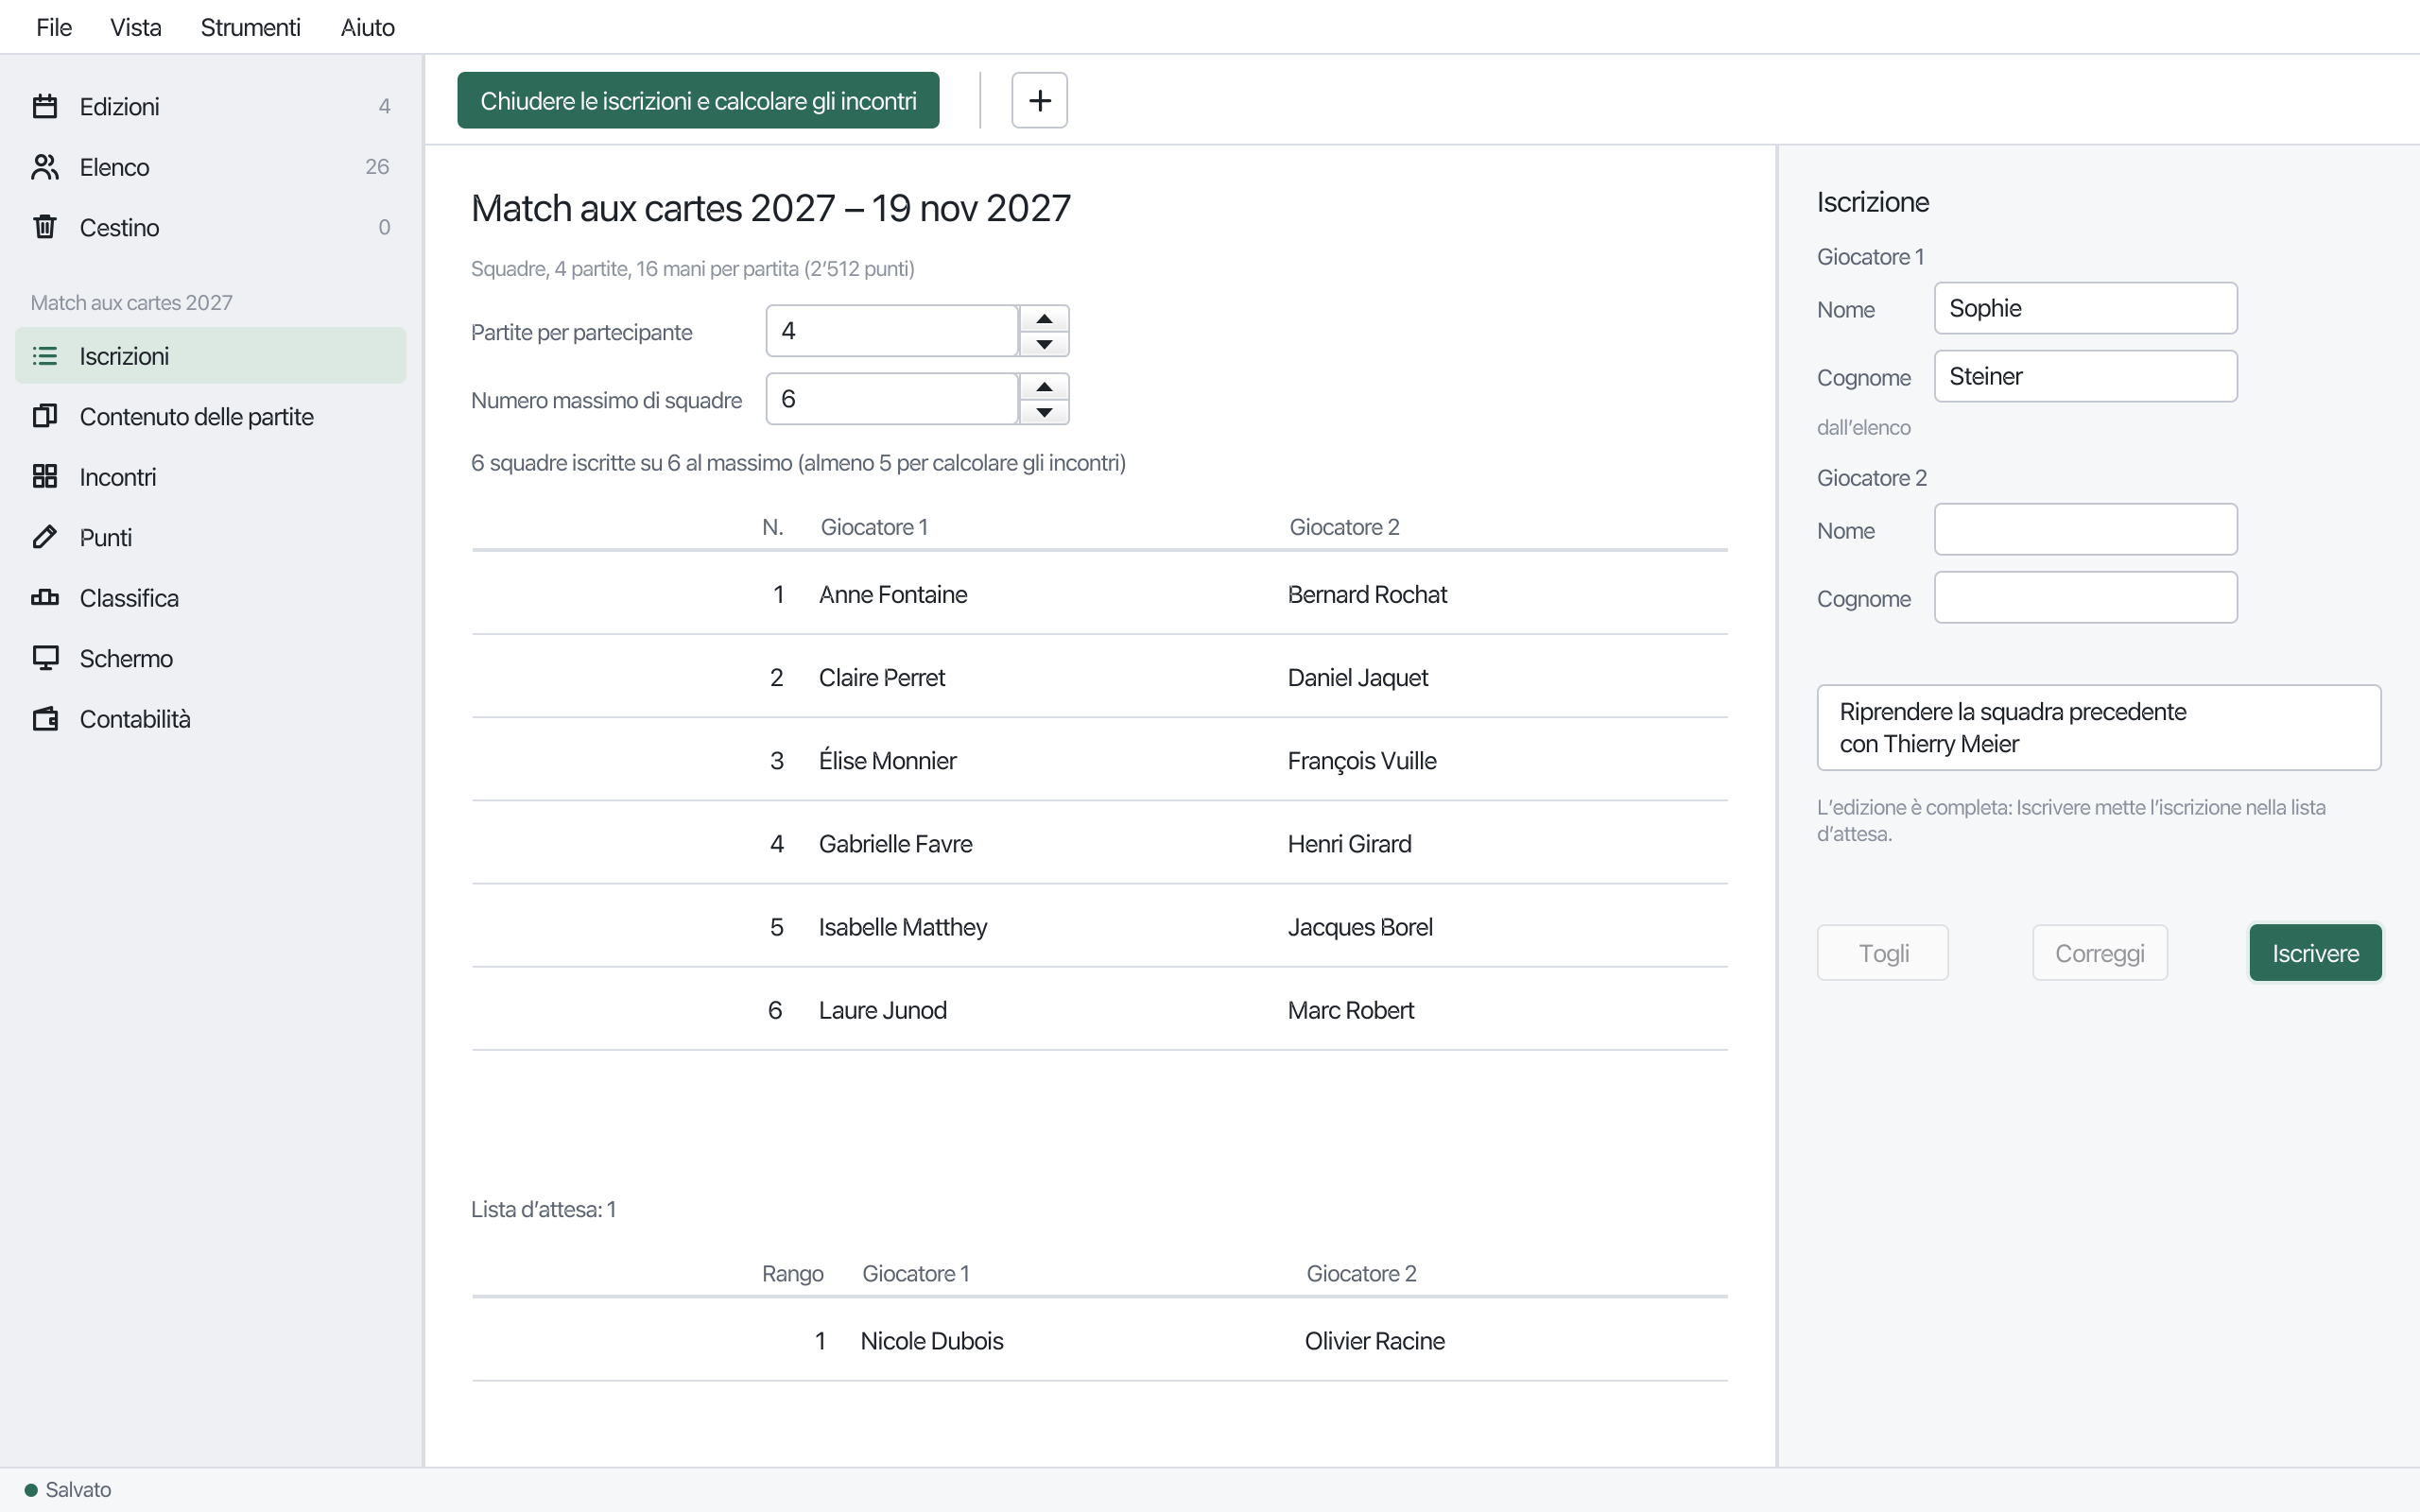 File Vista Strumenti Aiuto
Edizioni 4
Elenco 26
Cestino 0
Match aux cartes 2027
Iscrizioni
Contenuto delle partite
Incontri
Punti
Classifica
Schermo
Contabilità
Chiudere le iscrizioni e calcolare gli incontri
Match aux cartes 2027 – 19 nov 2027
Squadre, 4 partite, 16 mani per partita (2’512 punti)
Partite per partecipante 4
Numero massimo di squadre 6
6 squadre iscritte su 6 al massimo (almeno 5 per calcolare gli incontri)
N. Giocatore 1 Giocatore 2
1 Anne Fontaine Bernard Rochat
2 Claire Perret Daniel Jaquet
3 Élise Monnier François Vuille
4 Gabrielle Favre Henri Girard
5 Isabelle Matthey Jacques Borel
6 Laure Junod Marc Robert
Lista d’attesa: 1
Rango Giocatore 1 Giocatore 2
1 Nicole Dubois Olivier Racine
Iscrizione
Giocatore 1
Nome Sophie
Cognome Steiner
dall’elenco
Giocatore 2
Nome
Cognome
Riprendere la squadra precedente
con Thierry Meier
L’edizione è completa: Iscrivere mette l’iscrizione nella lista
d’attesa.
Togli Correggi Iscrivere
Salvato